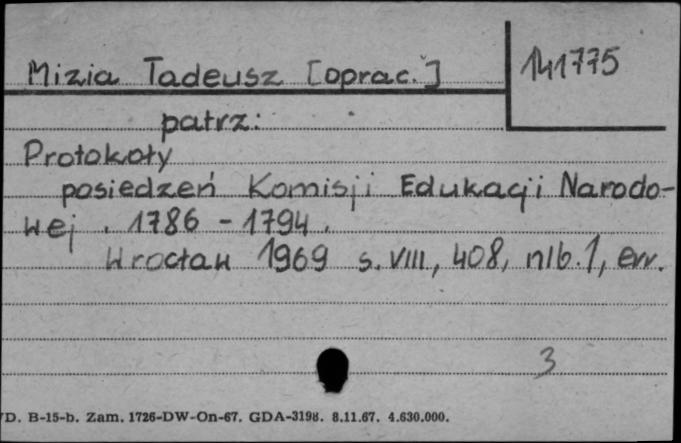 Mizia Tadeusz [oprac.]
141775
patrz:
Protokoły
posiedzeń Komisji Edukacji Narodo-
wej. 1786 - 1794.
Wrocław 1969 s. VIII, 408, nlb. 1, err.
3
D. B-15-b. Zam. 1726-DW-On-67. GDA-3198. 8.11.67. 4.630.000.